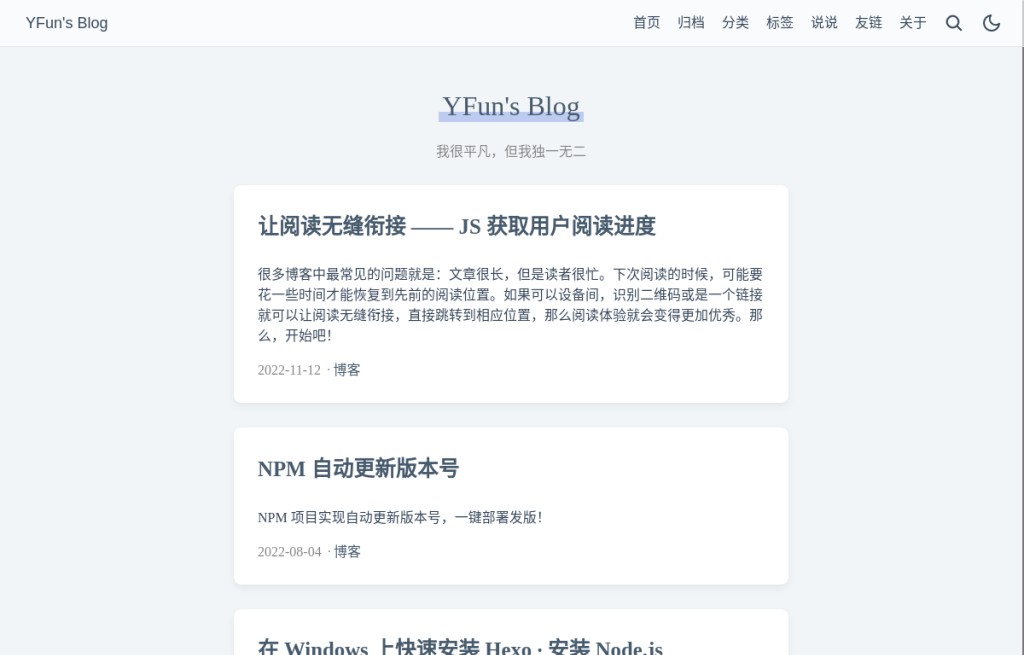 YFun's Blog
首页 归档 分类 标签 说说 友链 关于
YFun's Blog
我很平凡，但我独一无二
让阅读无缝衔接 —— JS 获取用户阅读进度
很多博客中最常见的问题就是：文章很长，但是读者很忙。下次阅读的时候，可能要
花一些时间才能恢复到先前的阅读位置。如果可以设备间，识别二维码或是一个链接
就可以让阅读无缝衔接，直接跳转到相应位置，那么阅读体验就会变得更加优秀。那
么，开始吧！
2022-11-12 · 博客
NPM 自动更新版本号
NPM 项目实现自动更新版本号，一键部署发版！
2022-08-04 · 博客
在 Windows 上快速安装 Hexo · 安装 Node.js